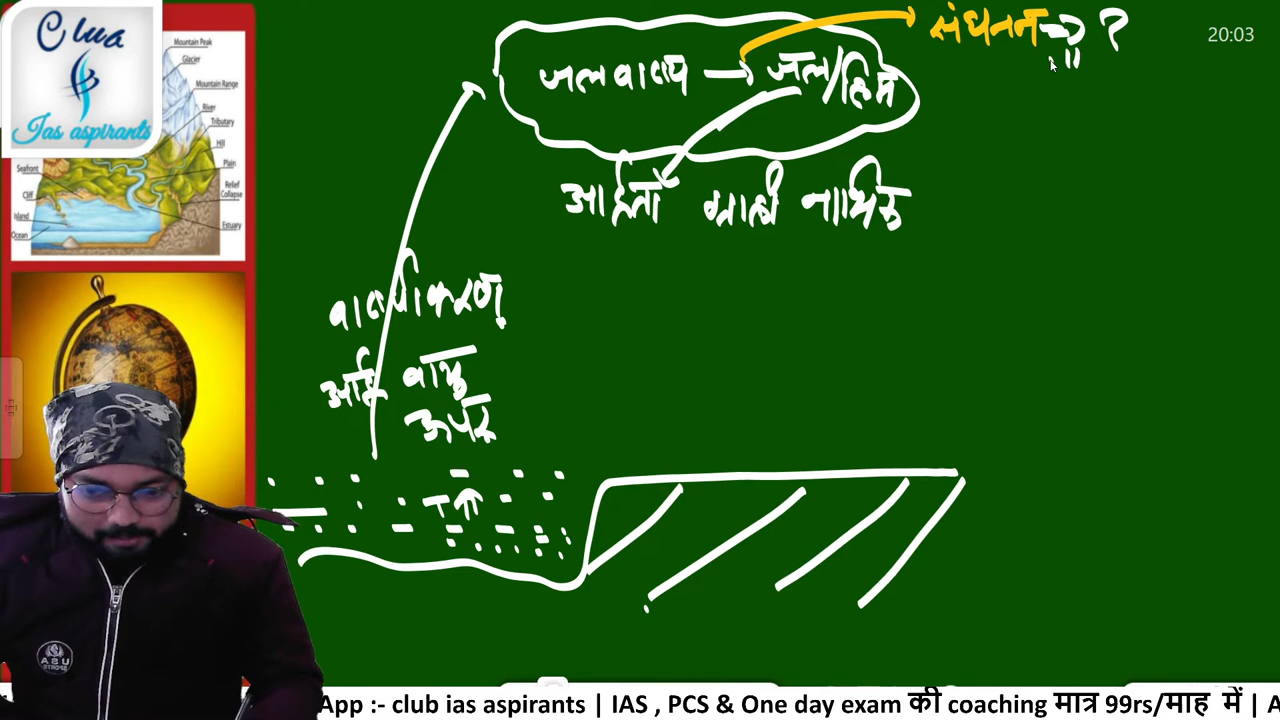 Clua
Ias aspirants
Mountain Peak
Glacier
Mountain Range
River
Tributary
Hill
Plain
Seafont
Relief
Collapse
Cliff
Island
Estuary
Ocean
20:03
संघनन ?
जलवाष्प → जल/हिम
आर्द्रता ग्राही नाभिक
वाष्पीकरण
आर्द्र वायु
ऊपर
T↑
USA
App :- club ias aspirants | IAS , PCS & One day exam की coaching मात्र 99rs/माह में | A